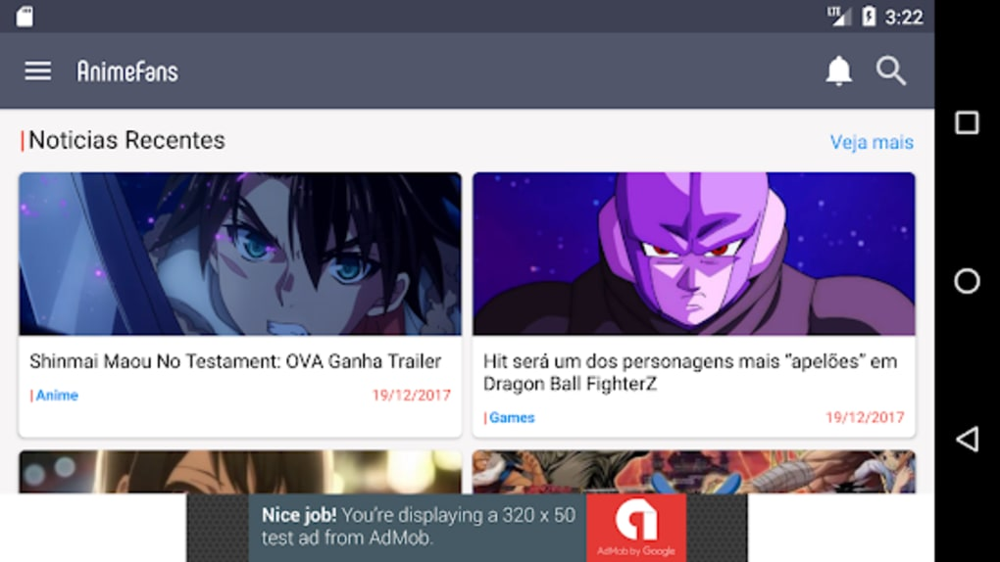 LTE 3:22
AnimeFans
Noticias Recentes
Veja mais
Shinmai Maou No Testament: OVA Ganha Trailer
Anime
19/12/2017
Hit será um dos personagens mais “apelões” em
Dragon Ball FighterZ
Games
19/12/2017
Nice job! You’re displaying a 320 x 50
test ad from AdMob.
AdMob by Google